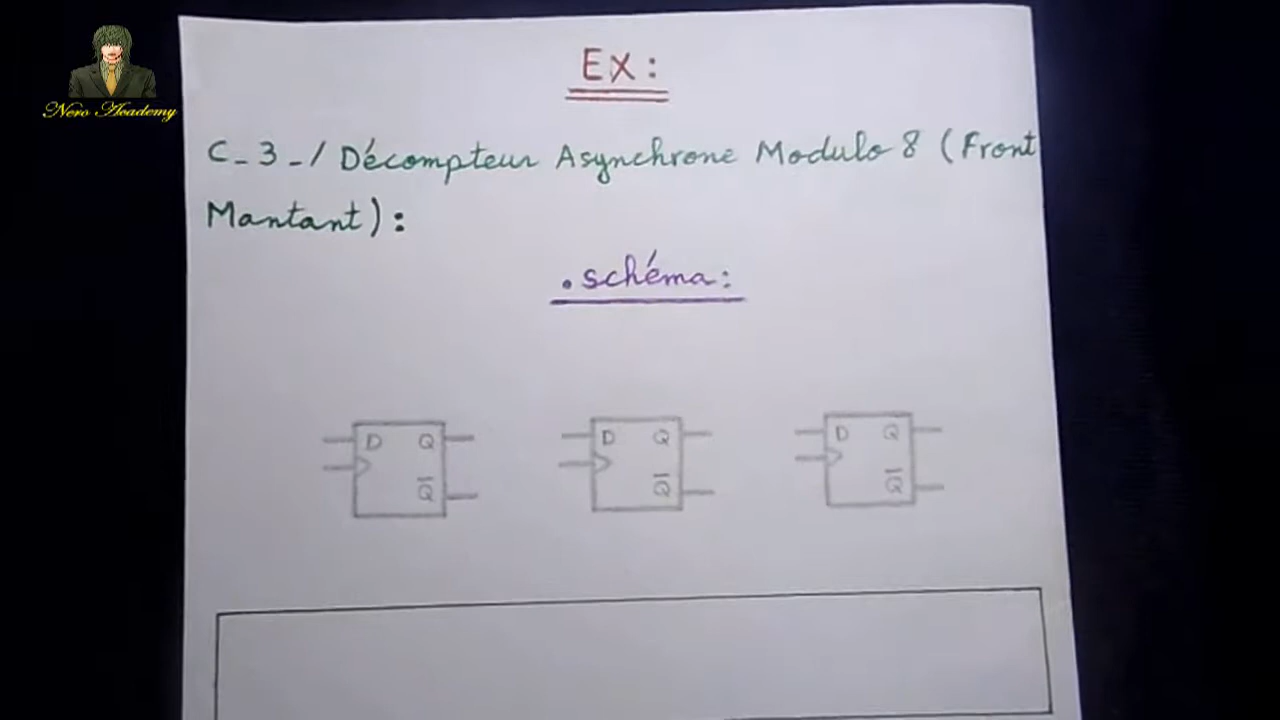 Nero Academy
EX:
C_3_/ Décompteur Asynchrone Modulo 8 (Front
Mantant):
.schéma:
D Q D Q D Q
Q̅ Q̅ Q̅